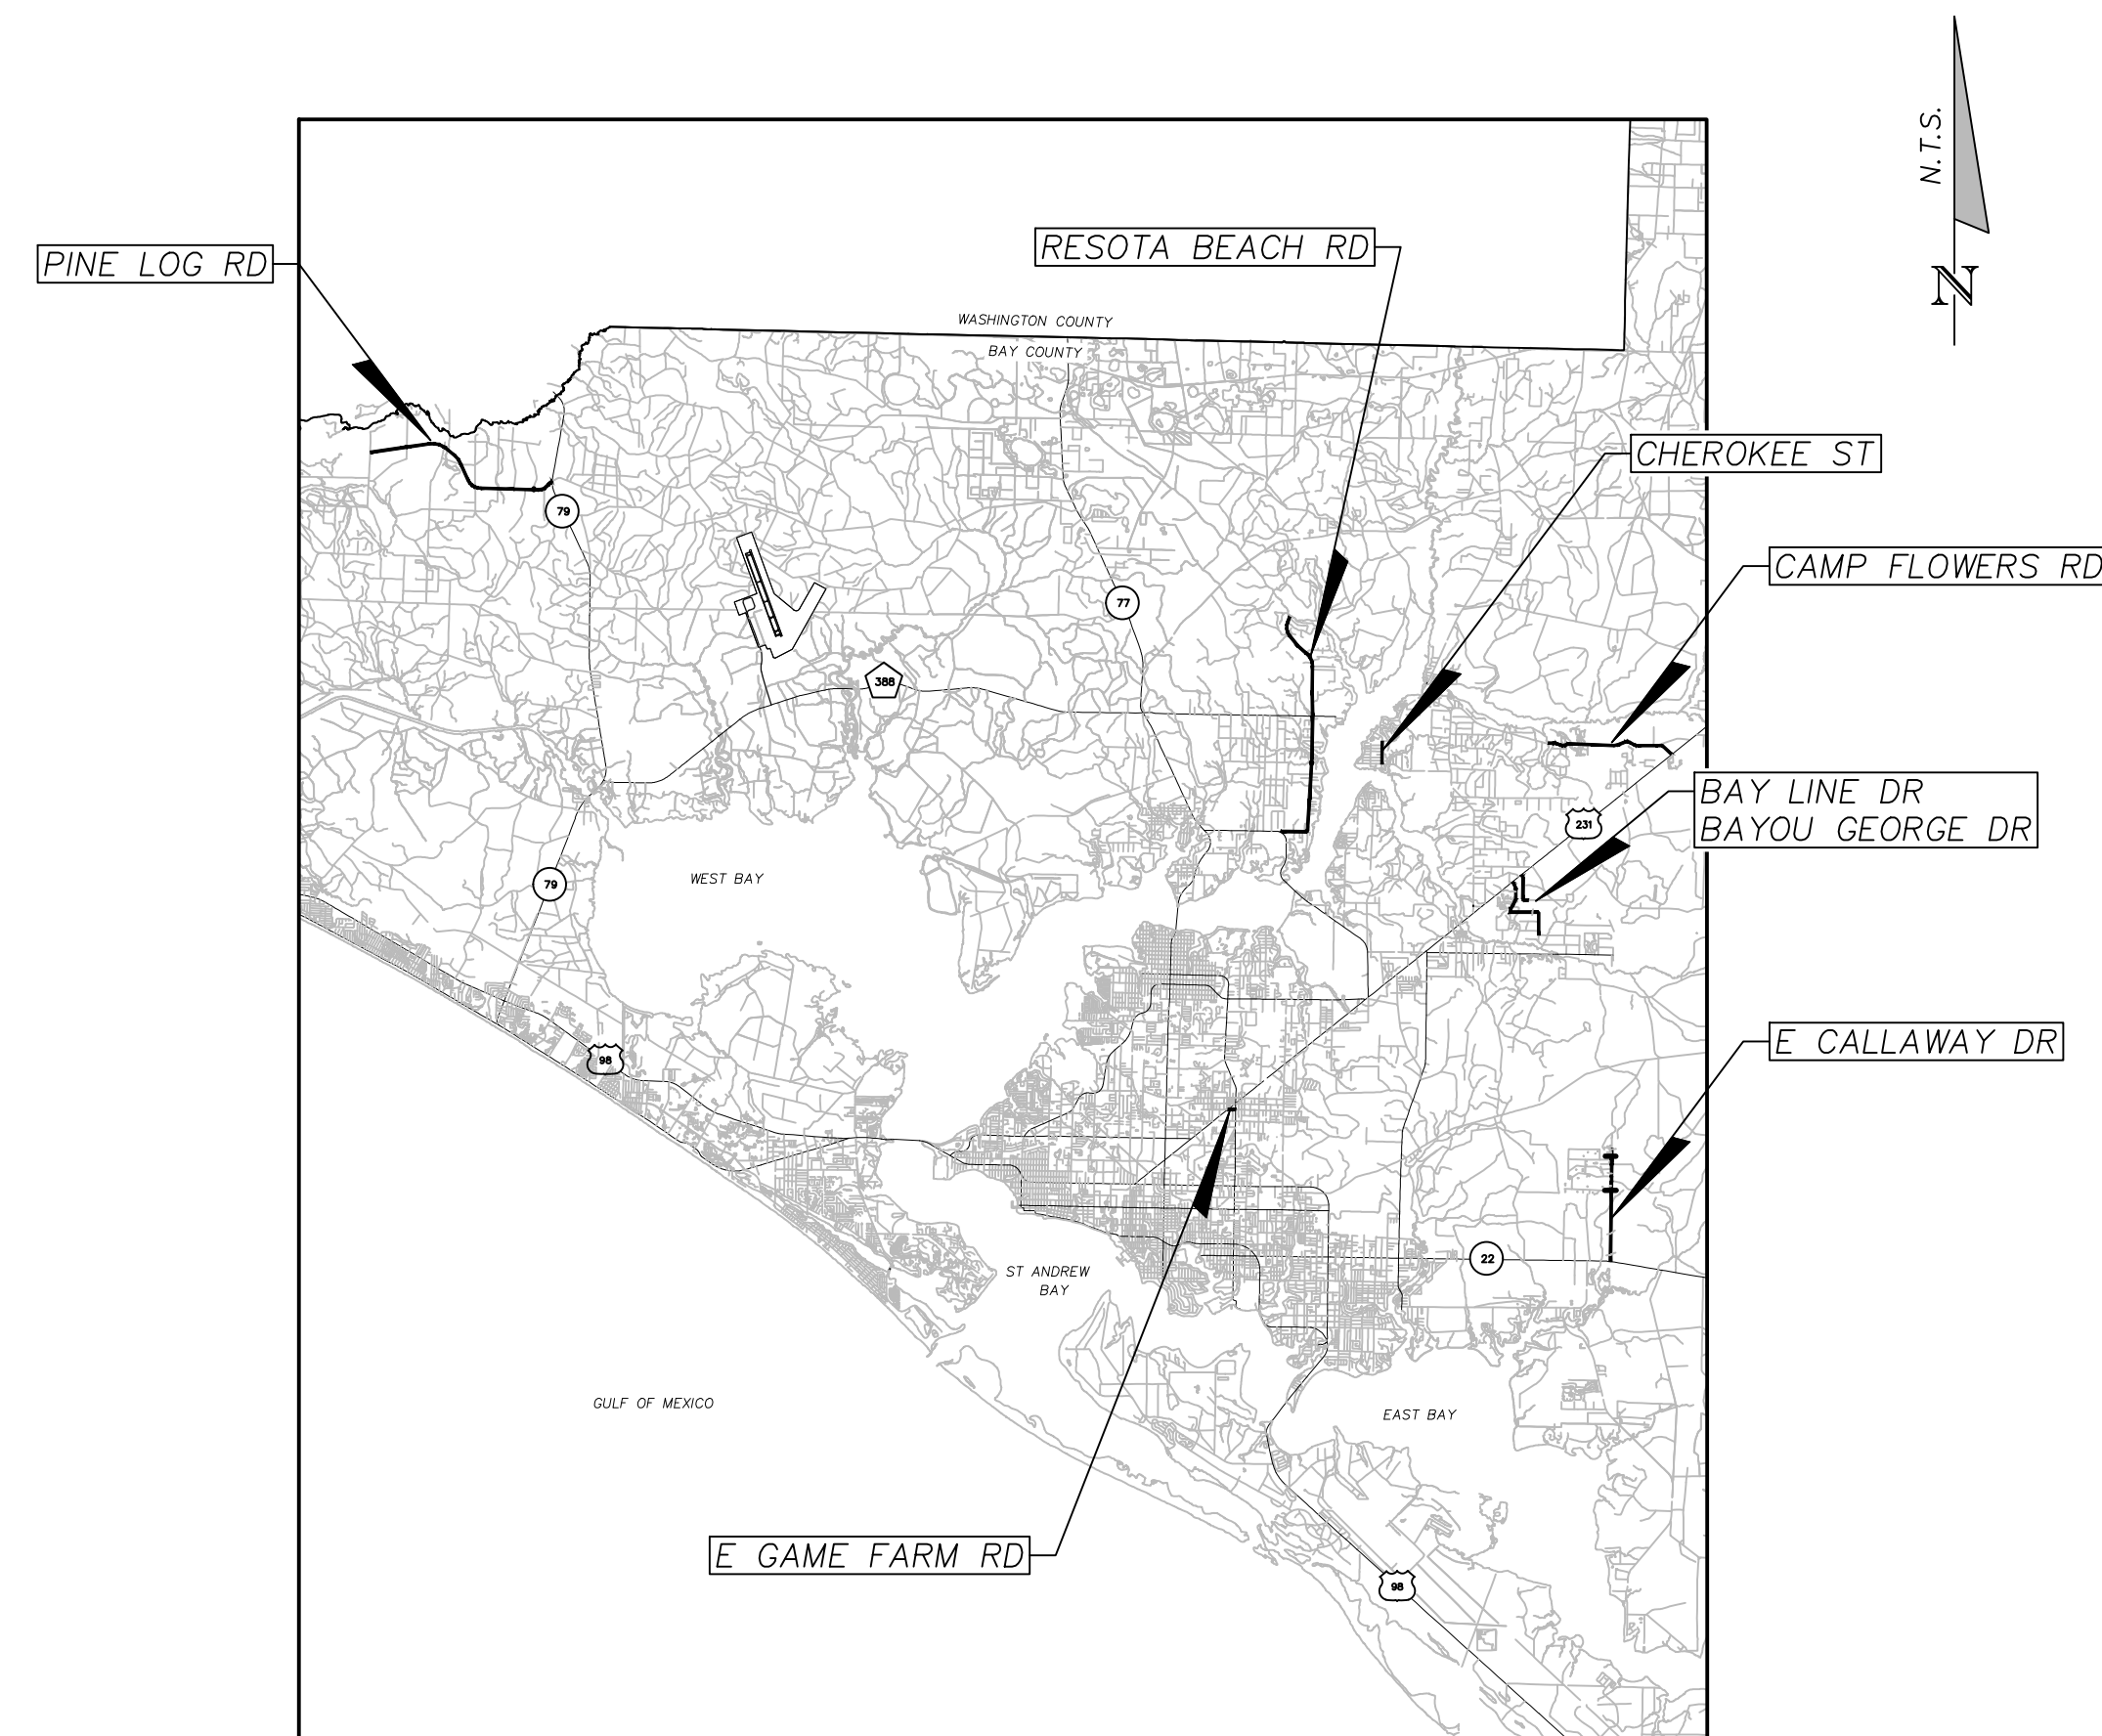 N.T.S.
N
RESOTA BEACH RD
PINE LOG RD
WASHINGTON COUNTY
BAY COUNTY
CHEROKEE ST
79
CAMP FLOWERS RD
77
388
BAY LINE DR
BAYOU GEORGE DR
231
WEST BAY
79
E CALLAWAY DR
98
22
ST ANDREW
BAY
GULF OF MEXICO
EAST BAY
E GAME FARM RD
98